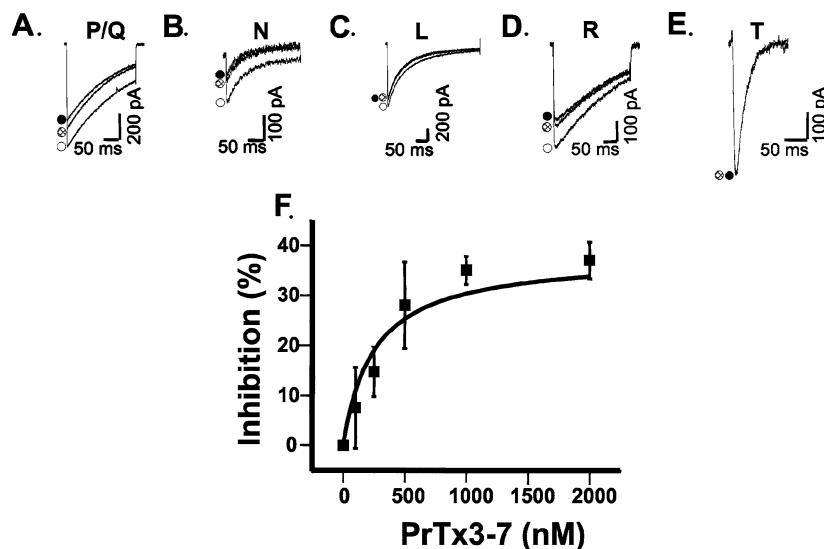 A. P/Q
B. N
C. L
D. R
E. T
200 pA
50 ms
100 pA
50 ms
100 pA
50 ms
100 pA
50 ms
100 pA
50 ms
F.
Inhibition (%)
40
30
20
10
0
0 500 1000 1500 2000
PrTx3-7 (nM)